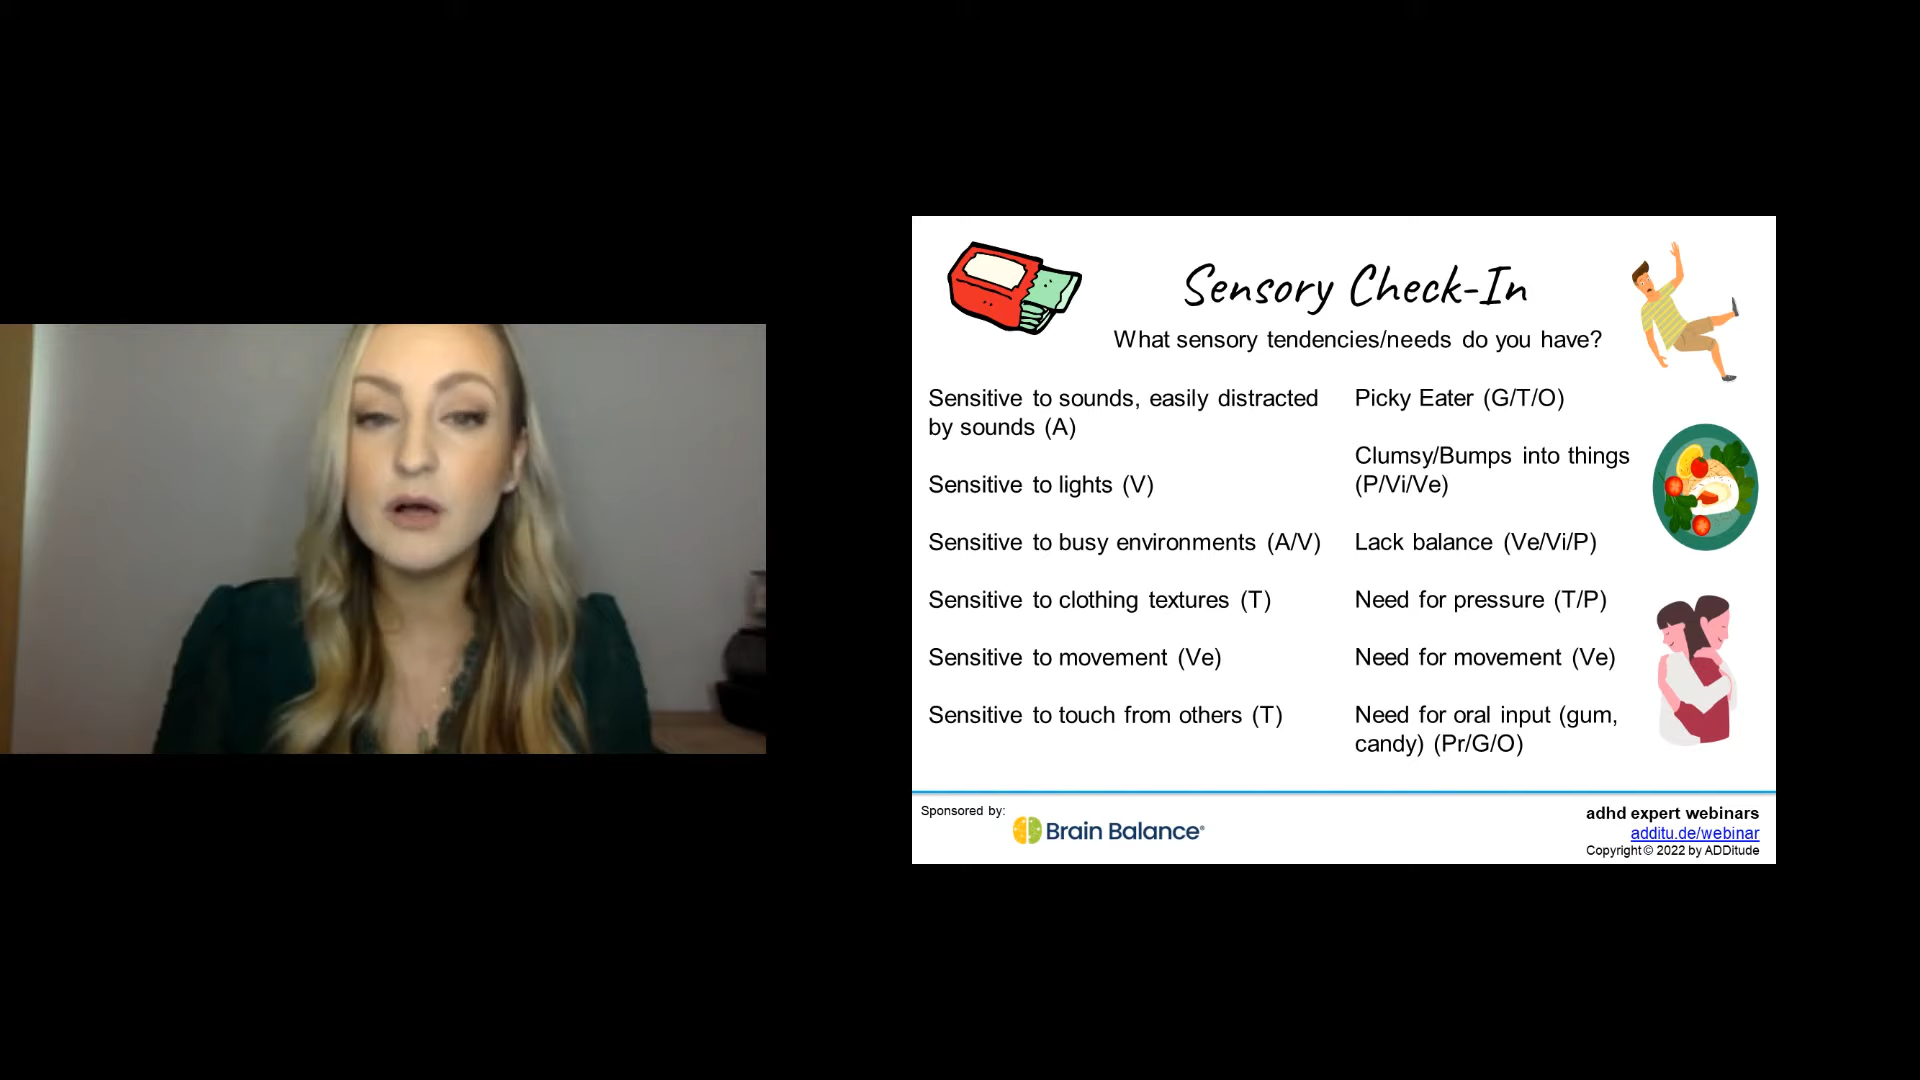 Sensory Check-In
What sensory tendencies/needs do you have?
Sensitive to sounds, easily distracted
by sounds (A)
Sensitive to lights (V)
Sensitive to busy environments (A/V)
Sensitive to clothing textures (T)
Sensitive to movement (Ve)
Sensitive to touch from others (T)
Picky Eater (G/T/O)
Clumsy/Bumps into things
(P/Vi/Ve)
Lack balance (Ve/Vi/P)
Need for pressure (T/P)
Need for movement (Ve)
Need for oral input (gum,
candy) (Pr/G/O)
Sponsored by:
Brain Balance®
adhd expert webinars
additu.de/webinar
Copyright © 2022 by ADDitude